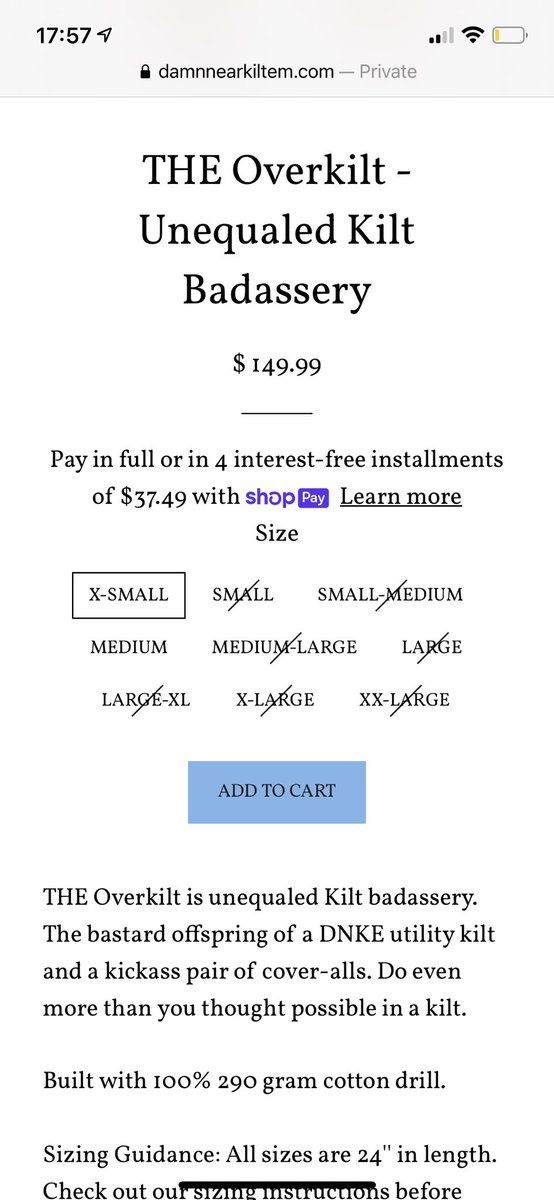 17:57
damnnearkiltem.com — Private
THE Overkilt -
Unequaled Kilt
Badassery
$ 149.99
Pay in full or in 4 interest-free installments
of $37.49 with shop Pay Learn more
Size
X-SMALL SMALL SMALL-MEDIUM
MEDIUM MEDIUM-LARGE LARGE
LARGE-XL X-LARGE XX-LARGE
ADD TO CART
THE Overkilt is unequaled Kilt badassery.
The bastard offspring of a DNKE utility kilt
and a kickass pair of cover-alls. Do even
more than you thought possible in a kilt.
Built with 100% 290 gram cotton drill.
Sizing Guidance: All sizes are 24" in length.
Check out our sizing instructions before